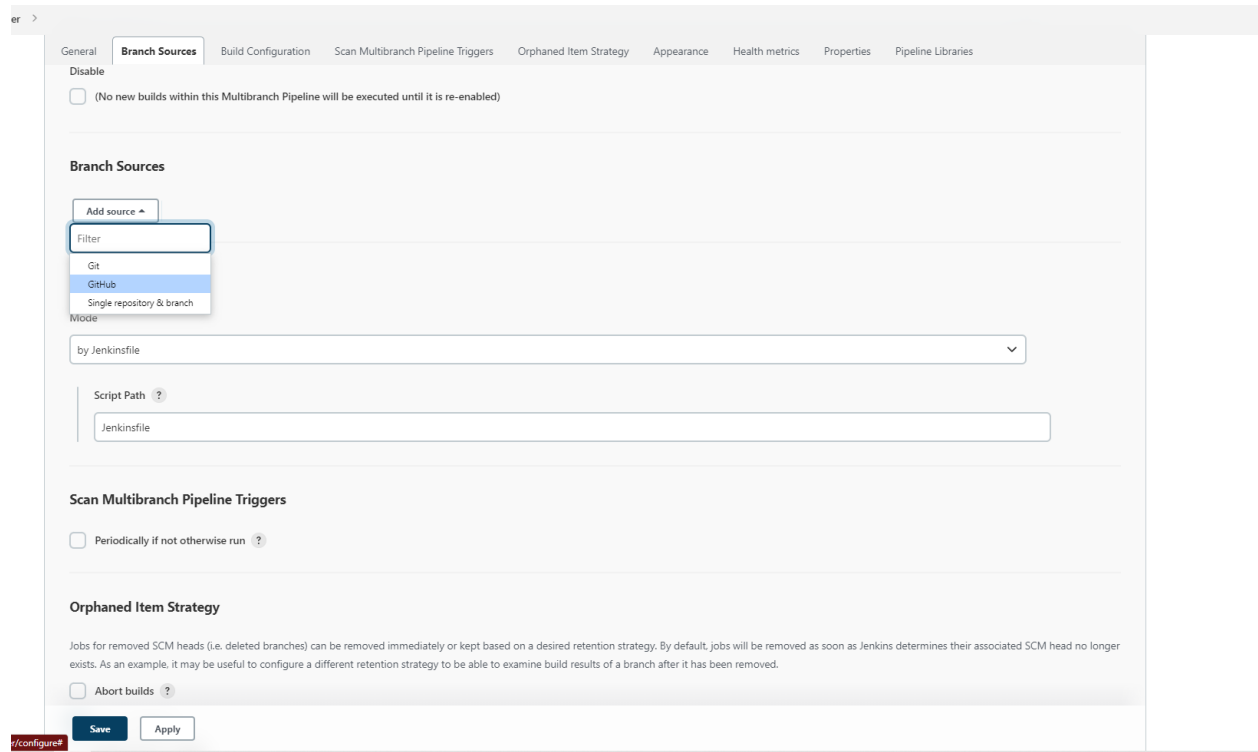 er >
General Branch Sources Build Configuration Scan Multibranch Pipeline Triggers Orphaned Item Strategy Appearance Health metrics Properties Pipeline Libraries
Disable
(No new builds within this Multibranch Pipeline will be executed until it is re-enabled)
Branch Sources
Add source
Filter
Git
GitHub
Single repository & branch
Mode
by Jenkinsfile
Script Path ?
Jenkinsfile
Scan Multibranch Pipeline Triggers
Periodically if not otherwise run ?
Orphaned Item Strategy
Jobs for removed SCM heads (i.e. deleted branches) can be removed immediately or kept based on a desired retention strategy. By default, jobs will be removed as soon as Jenkins determines their associated SCM head no longer
exists. As an example, it may be useful to configure a different retention strategy to be able to examine build results of a branch after it has been removed.
Abort builds ?
Save Apply
er/configure#